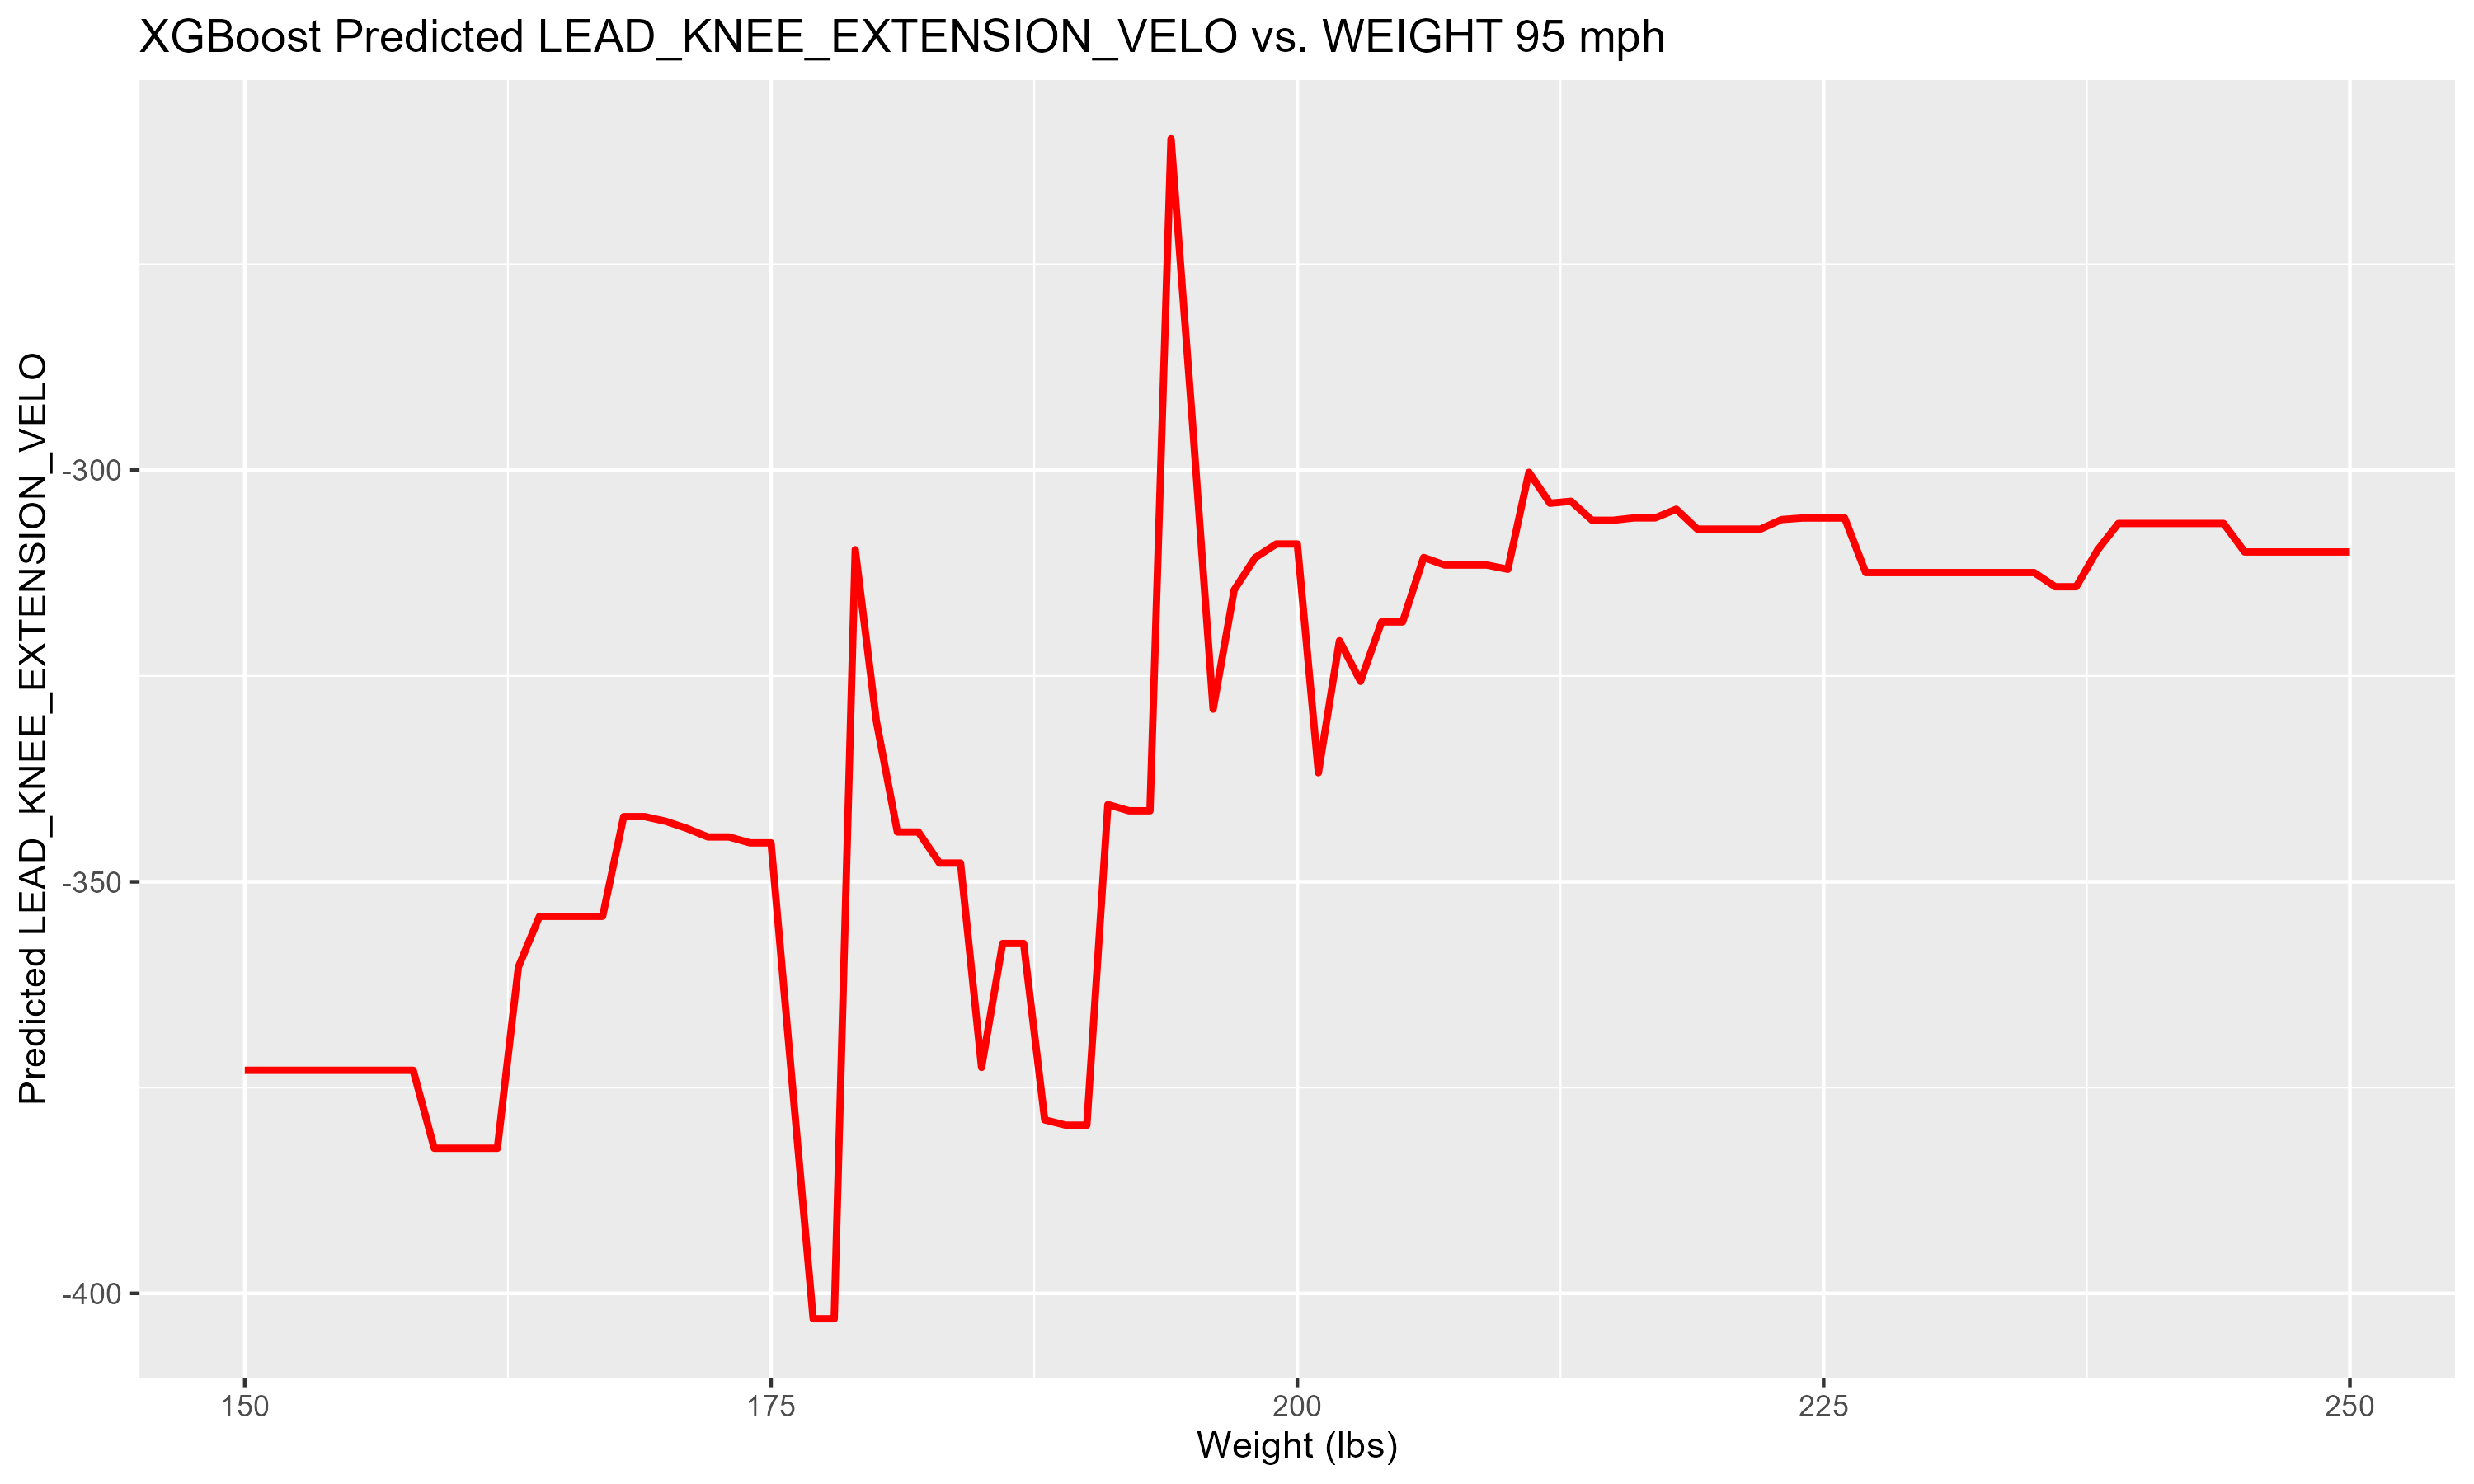 XGBoost Predicted LEAD_KNEE_EXTENSION_VELO vs. WEIGHT 95 mph
Predicted LEAD_KNEE_EXTENSION_VELO
-300
-350
-400
150 175 200 225 250
Weight (lbs)